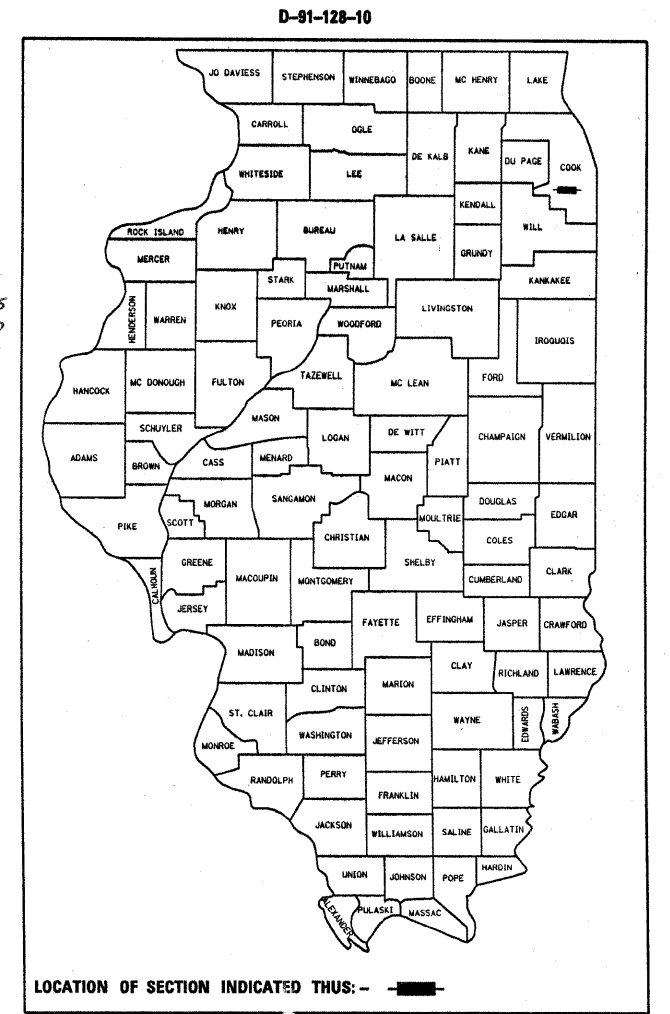 D-91-128-10
JO DAVIESS STEPHENSON WINNEBAGO BOONE MC HENRY LAKE
CARROLL OGLE
DE KALB KANE DU PAGE COOK
WHITESIDE LEE
KENDALL
ROCK ISLAND HENRY BUREAU LA SALLE WILL
MERCER PUTNAM GRUNDY
STARK MARSHALL KANKAKEE
HENDERSON WARREN KNOX PEORIA WOODFORD LIVINGSTON
IROQUOIS
HANCOCK MC DONOUGH FULTON TAZEWELL MC LEAN FORD
MASON
SCHUYLER LOGAN DE WITT CHAMPAIGN VERMILION
ADAMS BROWN CASS MENARD PIATT
MACON
PIKE SCOTT MORGAN SANGAMON MOULTRIE DOUGLAS EDGAR
CHRISTIAN COLES
CALHOUN GREENE MACOUPIN MONTGOMERY SHELBY CUMBERLAND CLARK
JERSEY
FAYETTE EFFINGHAM JASPER CRAWFORD
MADISON BOND
CLAY RICHLAND LAWRENCE
CLINTON MARION
ST. CLAIR WAYNE EDWARDS WABASH
MONROE WASHINGTON JEFFERSON
RANDOLPH PERRY HAMILTON WHITE
FRANKLIN
JACKSON WILLIAMSON SALINE GALLATIN
UNION JOHNSON POPE HARDIN
ALEXANDER PULASKI MASSAC
LOCATION OF SECTION INDICATED THUS:-